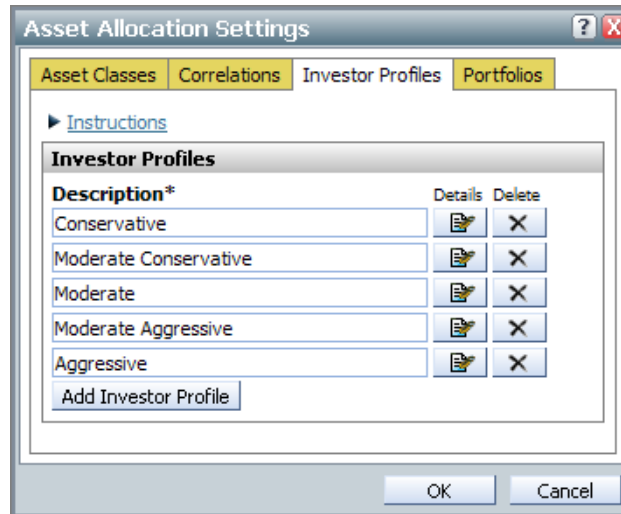 Asset Allocation Settings
?
Asset Classes Correlations Investor Profiles Portfolios
Instructions
Investor Profiles
Description* Details Delete
Conservative
Moderate Conservative
Moderate
Moderate Aggressive
Aggressive
Add Investor Profile
OK Cancel